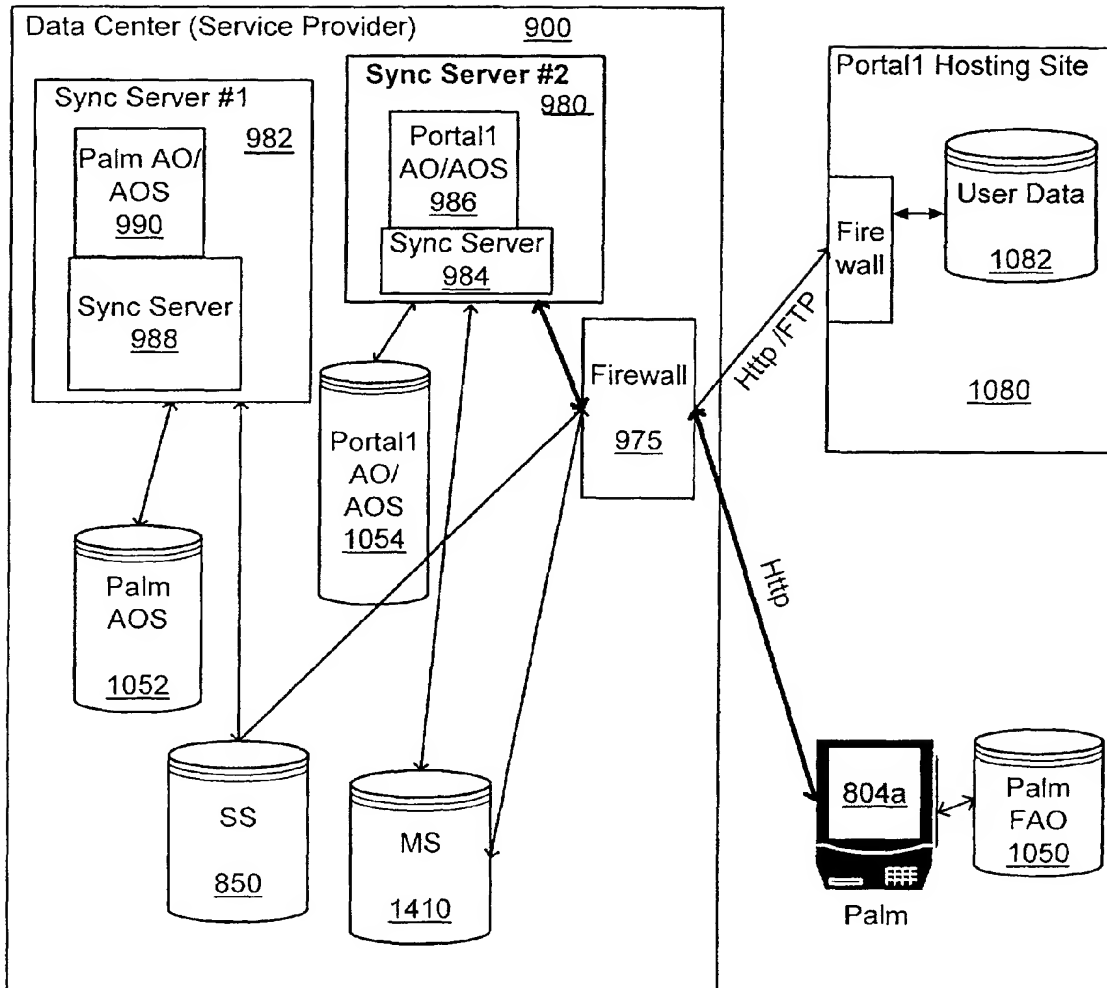 Data Center (Service Provider) 900
Sync Server #1
982
Palm AO/
AOS
990
Sync Server
988
Sync Server #2
980
Portal1
AO/AOS
986
Sync Server
984
Portal1
AO/
AOS
1054
Firewall
975
Palm
AOS
1052
SS
850
MS
1410
Http /FTP
Http
Portal1 Hosting Site
Fire
wall
User Data
1082
1080
804a
Palm
Palm
FAO
1050